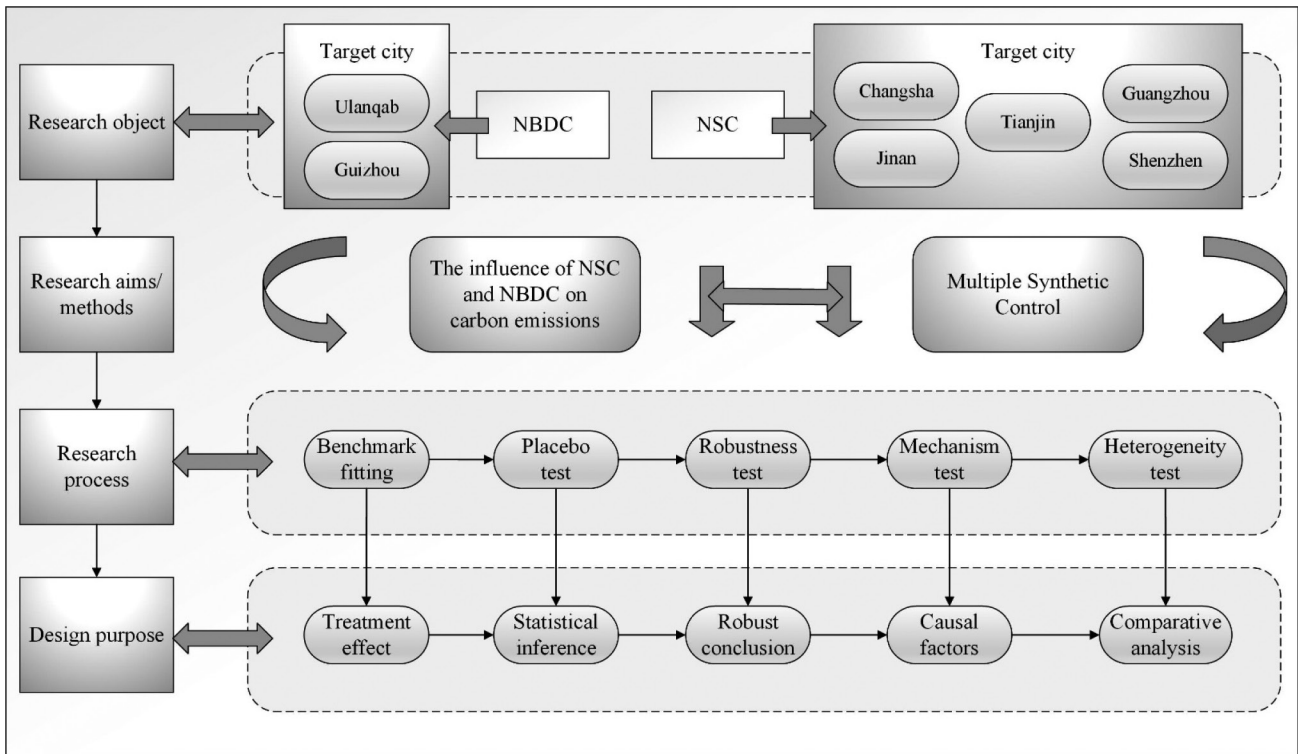 Research object
Target city
Ulanqab
Guizhou
NBDC
NSC
Target city
Changsha
Jinan
Tianjin
Guangzhou
Shenzhen
Research aims/
methods
The influence of NSC
and NBDC on
carbon emissions
Multiple Synthetic
Control
Research
process
Benchmark
fitting
Placebo
test
Robustness
test
Mechanism
test
Heterogeneity
test
Design purpose
Treatment
effect
Statistical
inference
Robust
conclusion
Causal
factors
Comparative
analysis